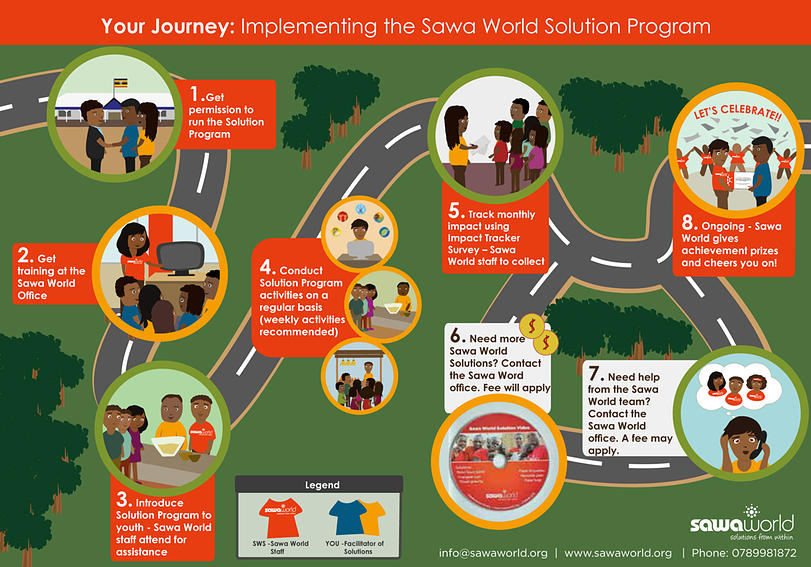 Your Journey: Implementing the Sawa World Solution Program
1.Get
permission to
run the Solution
Program
2. Get
training at the
Sawa World
Office
3. Introduce
Solution Program to
youth - Sawa World
staff attend for
assistance
4. Conduct
Solution Program
activities on a
regular basis
(weekly activities
recommended)
5. Track monthly
impact using
Impact Tracker
Survey – Sawa
World staff to collect
6. Need more
Sawa World
Solutions? Contact
the Sawa Word
office. Fee will apply
Sawa World Solution Video
sawaworld
7. Need help
from the Sawa
World team?
Contact the
Sawa World
office. A fee may
apply.
LET'S CELEBRATE!!
8. Ongoing - Sawa
World gives
achievement prizes
and cheers you on!
Legend
sawaworld
SWS -Sawa World
Staff
YOU -Facilitator of
Solutions
sawaworld
solutions from within
info@sawaworld.org | www.sawaworld.org | Phone: 0789981872